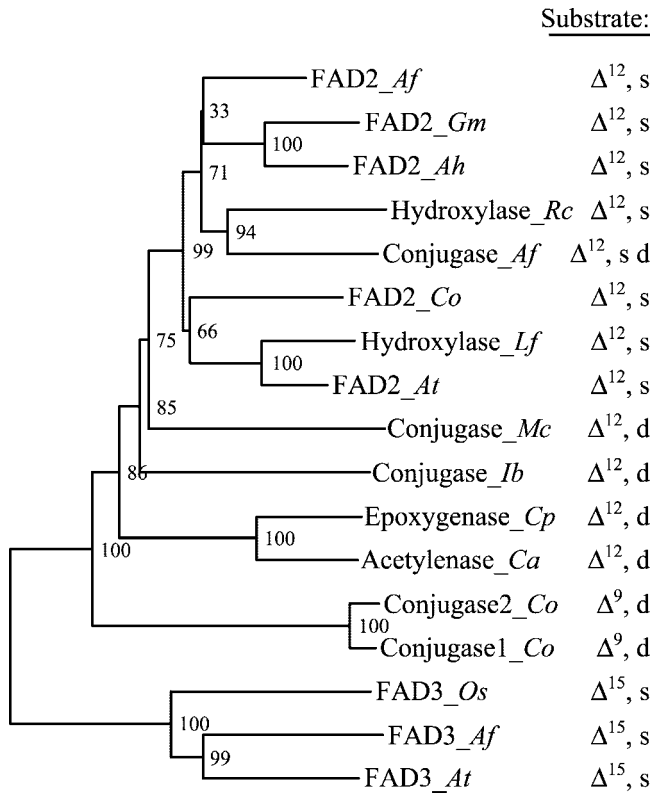 Substrate:
FAD2_Af Δ12, s
33
FAD2_Gm Δ12, s
100
FAD2_Ah Δ12, s
71
Hydroxylase_Rc Δ12, s
94
99
Conjugase_Af Δ12, s d
FAD2_Co Δ12, s
66
75
Hydroxylase_Lf Δ12, s
100
FAD2_At Δ12, s
85
Conjugase_Mc Δ12, d
86
Conjugase_Ib Δ12, d
Epoxygenase_Cp Δ12, d
100
100
Acetylenase_Ca Δ12, d
Conjugase2_Co Δ9, d
100
Conjugase1_Co Δ9, d
FAD3_Os Δ15, s
100
FAD3_Af Δ15, s
99
FAD3_At Δ15, s